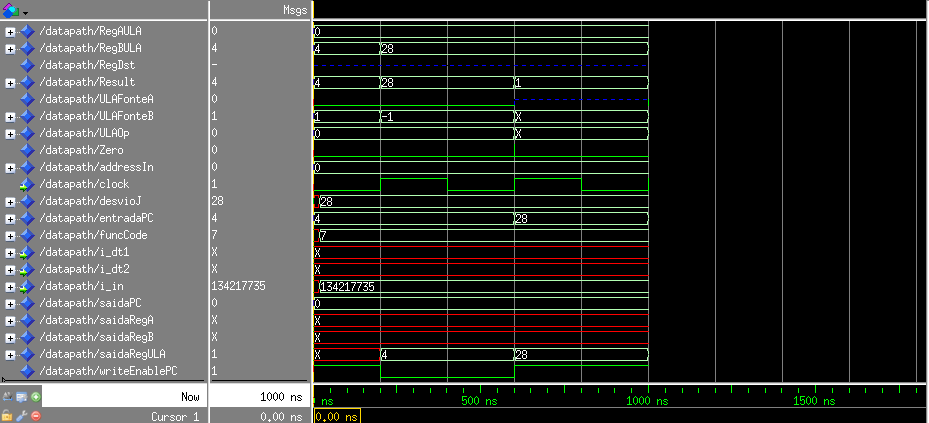 Msgs
/datapath/RegAULA 0 0
/datapath/RegBULA 4 4 28
/datapath/RegDst -
/datapath/Result 4 4 28 1
/datapath/ULAFonteA 0
/datapath/ULAFonteB 1 1 -1 X
/datapath/ULAOp 0 0 X
/datapath/Zero 0
/datapath/addressIn 0 0
/datapath/clock 1
/datapath/desvioJ 28 28
/datapath/entradaPC 4 4 28
/datapath/funcCode 7 7
/datapath/i_dt1 X X
/datapath/i_dt2 X X
/datapath/i_in 134217735 134217735
/datapath/saidaPC 0 0
/datapath/saidaRegA X X
/datapath/saidaRegB X X
/datapath/saidaRegULA 1 X 4 28
/datapath/writeEnablePC 1
Now 1000 ns ns 500 ns 1000 ns 1500 ns
Cursor 1 0.00 ns 0.00 ns